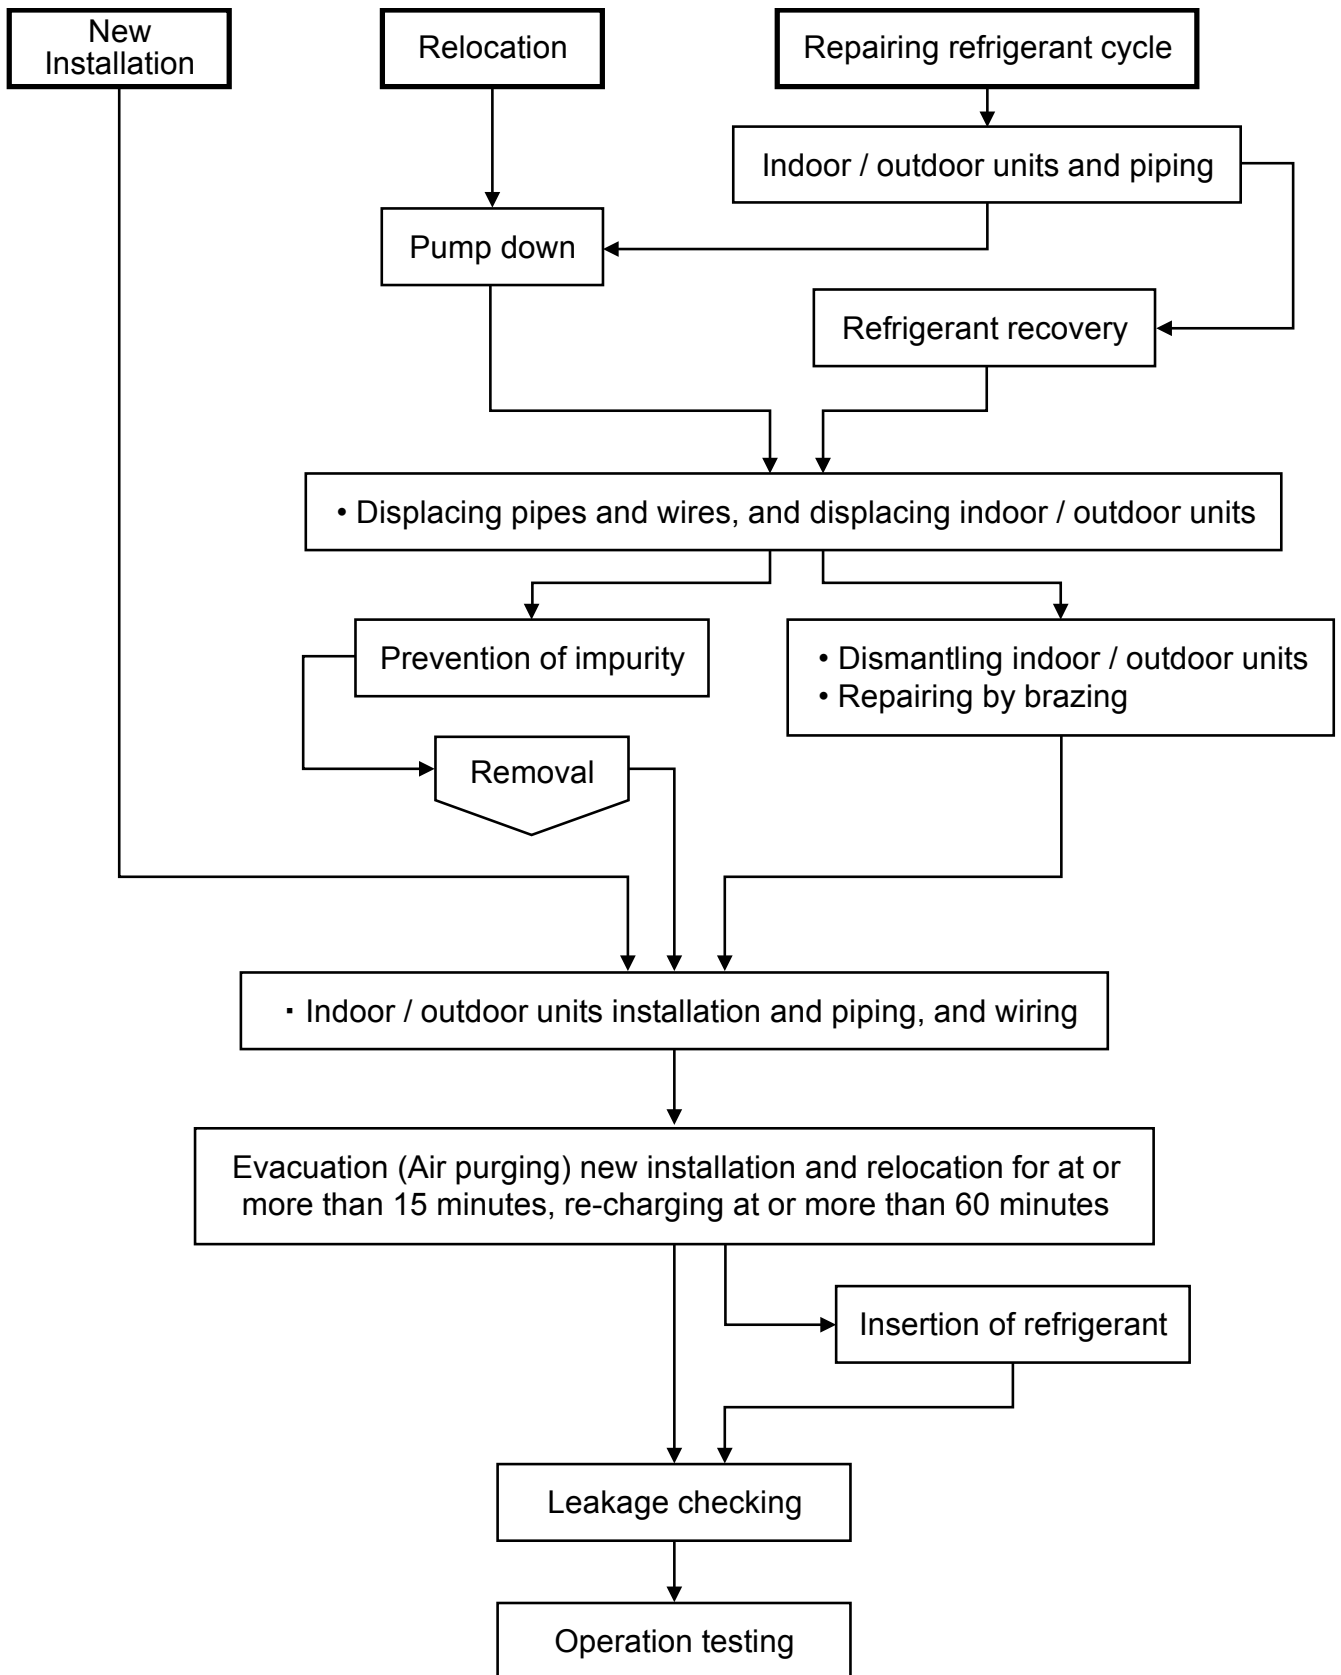 New
Installation
Relocation
Repairing refrigerant cycle
Indoor / outdoor units and piping
Pump down
Refrigerant recovery
• Displacing pipes and wires, and displacing indoor / outdoor units
Prevention of impurity
• Dismantling indoor / outdoor units
• Repairing by brazing
Removal
・Indoor / outdoor units installation and piping, and wiring
Evacuation (Air purging) new installation and relocation for at or
more than 15 minutes, re-charging at or more than 60 minutes
Insertion of refrigerant
Leakage checking
Operation testing